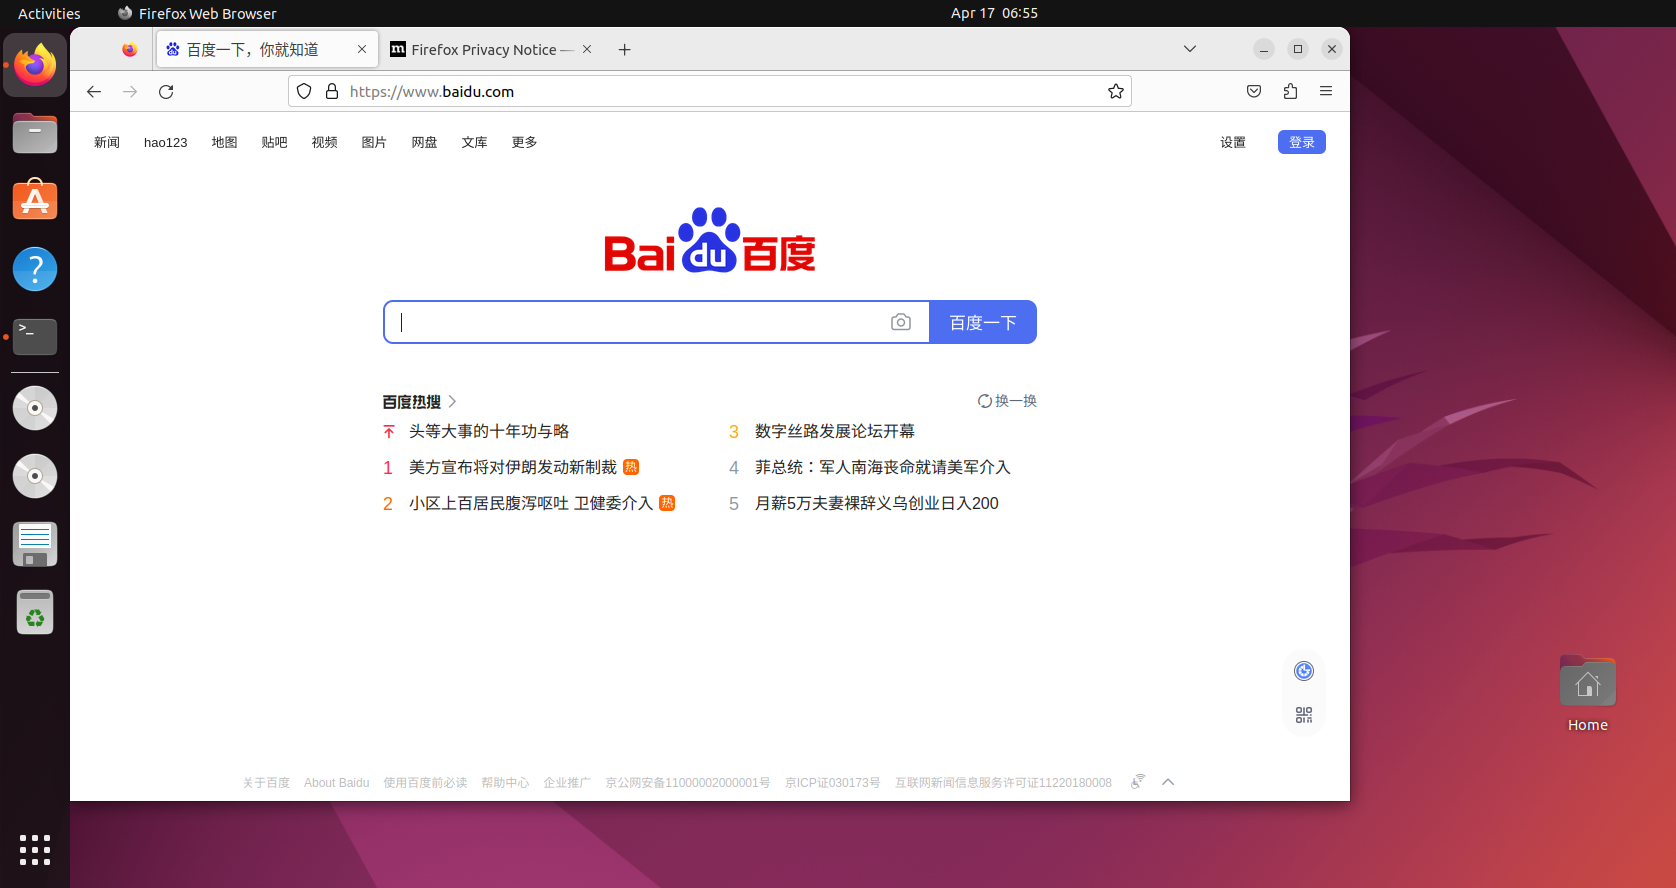 Activities Firefox Web Browser Apr 17 06:55
百度一下，你就知道 Firefox Privacy Notice —
https://www.baidu.com
新闻 hao123 地图 贴吧 视频 图片 网盘 文库 更多 设置 登录
Bai du 百度
百度一下
百度热搜 换一换
头等大事的十年功与略
1 美方宣布将对伊朗发动新制裁 热
2 小区上百居民腹泻呕吐 卫健委介入 热
3 数字丝路发展论坛开幕
4 菲总统：军人南海丧命就请美军介入
5 月薪5万夫妻裸辞义乌创业日入200
Home
关于百度 About Baidu 使用百度前必读 帮助中心 企业推广 京公网安备11000002000001号 京ICP证030173号 互联网新闻信息服务许可证11220180008